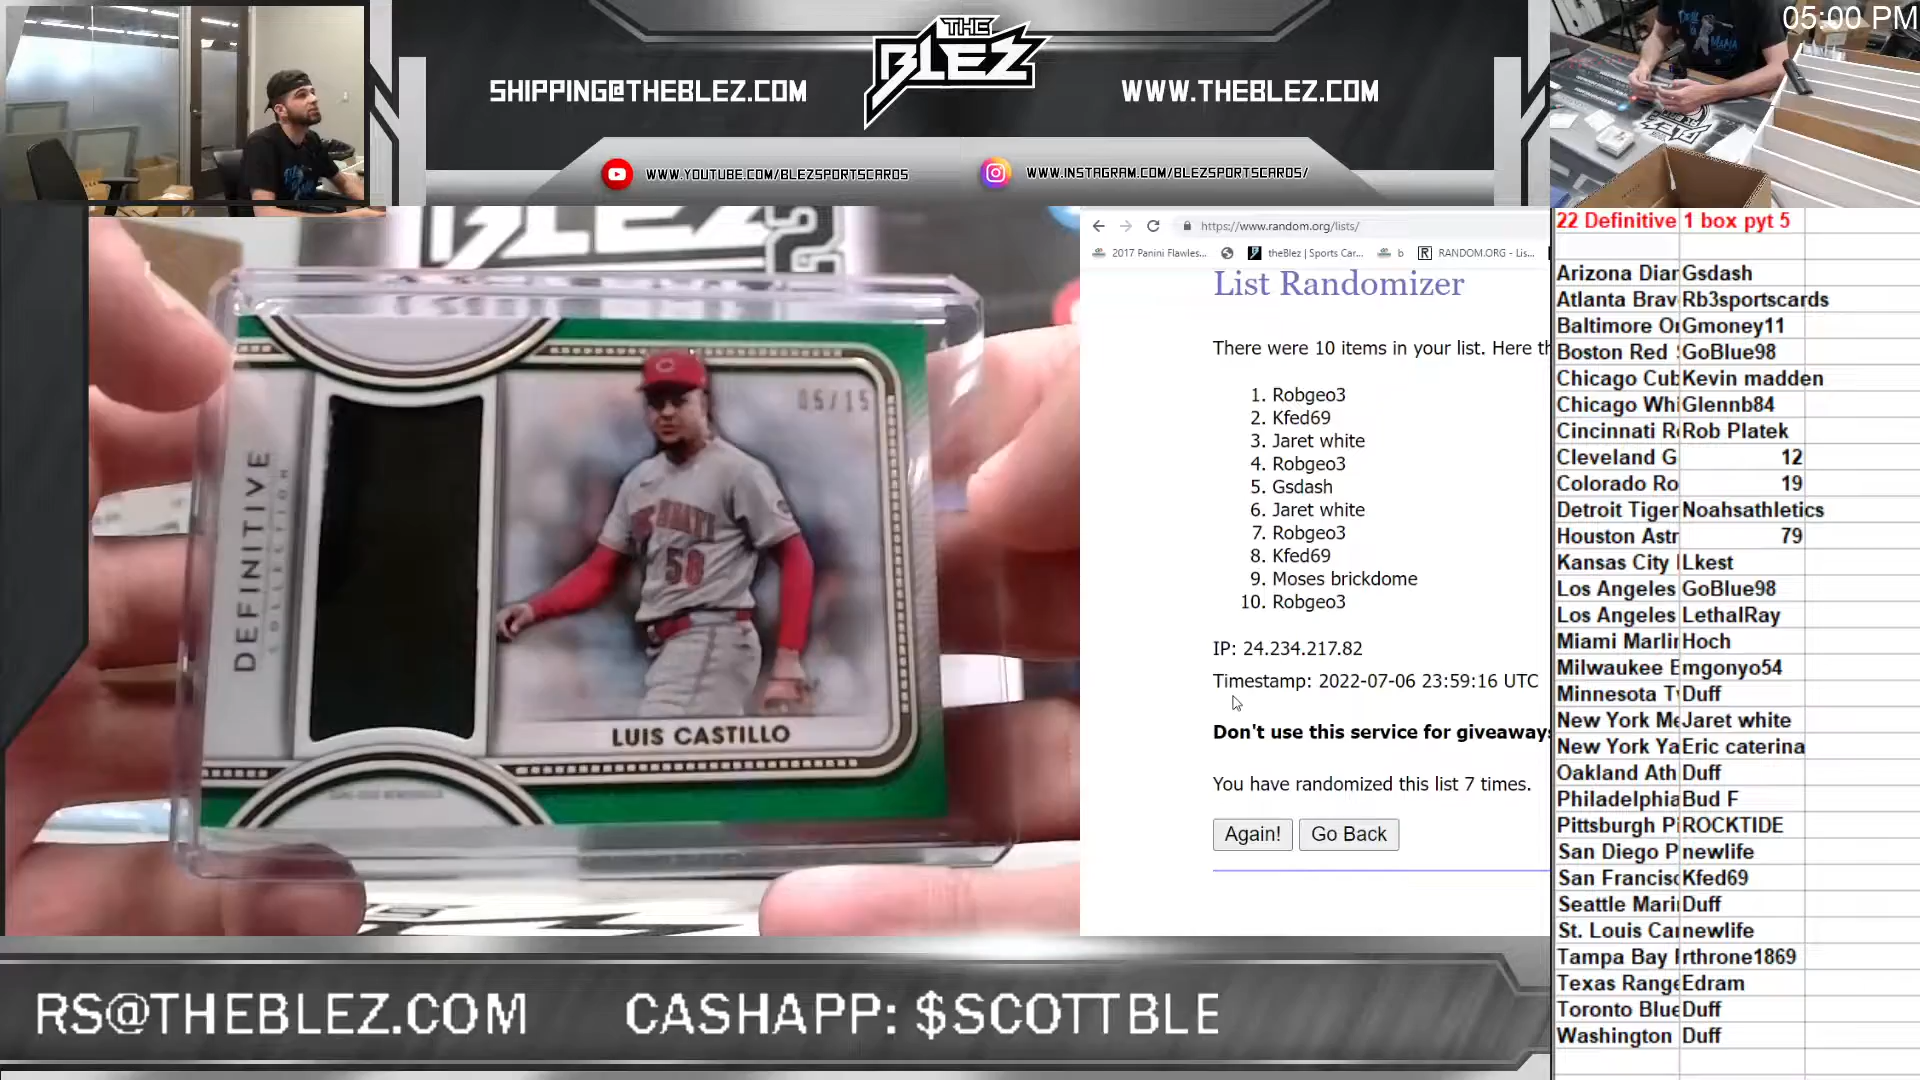 05:00 PM
THE
BLEZ
SHIPPING@THEBLEZ.COM
WWW.THEBLEZ.COM
WWW.YOUTUBE.COM/BLEZSPORTSCARDS
WWW.INSTAGRAM.COM/BLEZSPORTSCARDS/
https://www.random.org/lists/
2017 Panini Flawles...
theBlez | Sports Car...
b
RANDOM.ORG - Lis...
List Randomizer
There were 10 items in your list. Here th
1. Robgeo3
2. Kfed69
3. Jaret white
4. Robgeo3
5. Gsdash
6. Jaret white
7. Robgeo3
8. Kfed69
9. Moses brickdome
10. Robgeo3
IP: 24.234.217.82
Timestamp: 2022-07-06 23:59:16 UTC
Don't use this service for giveaways
You have randomized this list 7 times.
Again! Go Back
DEFINITIVE
COLLECTION
05/15
58
LUIS CASTILLO
22 Definitive 1 box pyt 5
Arizona Diar Gsdash
Atlanta Brav Rb3sportscards
Baltimore Or Gmoney11
Boston Red S GoBlue98
Chicago Cub Kevin madden
Chicago Whi Glennb84
Cincinnati Re Rob Platek
Cleveland G 12
Colorado Ro 19
Detroit Tiger Noahsathletics
Houston Astr 79
Kansas City Lkest
Los Angeles GoBlue98
Los Angeles LethalRay
Miami Marlin Hoch
Milwaukee B mgonyo54
Minnesota Tw Duff
New York Me Jaret white
New York Ya Eric caterina
Oakland Ath Duff
Philadelphia Bud F
Pittsburgh Pi ROCKTIDE
San Diego P newlife
San Francisc Kfed69
Seattle Mari Duff
St. Louis Car newlife
Tampa Bay R rthrone1869
Texas Range Edram
Toronto Blue Duff
Washington Duff
RS@THEBLEZ.COM CASHAPP: $SCOTTBLE